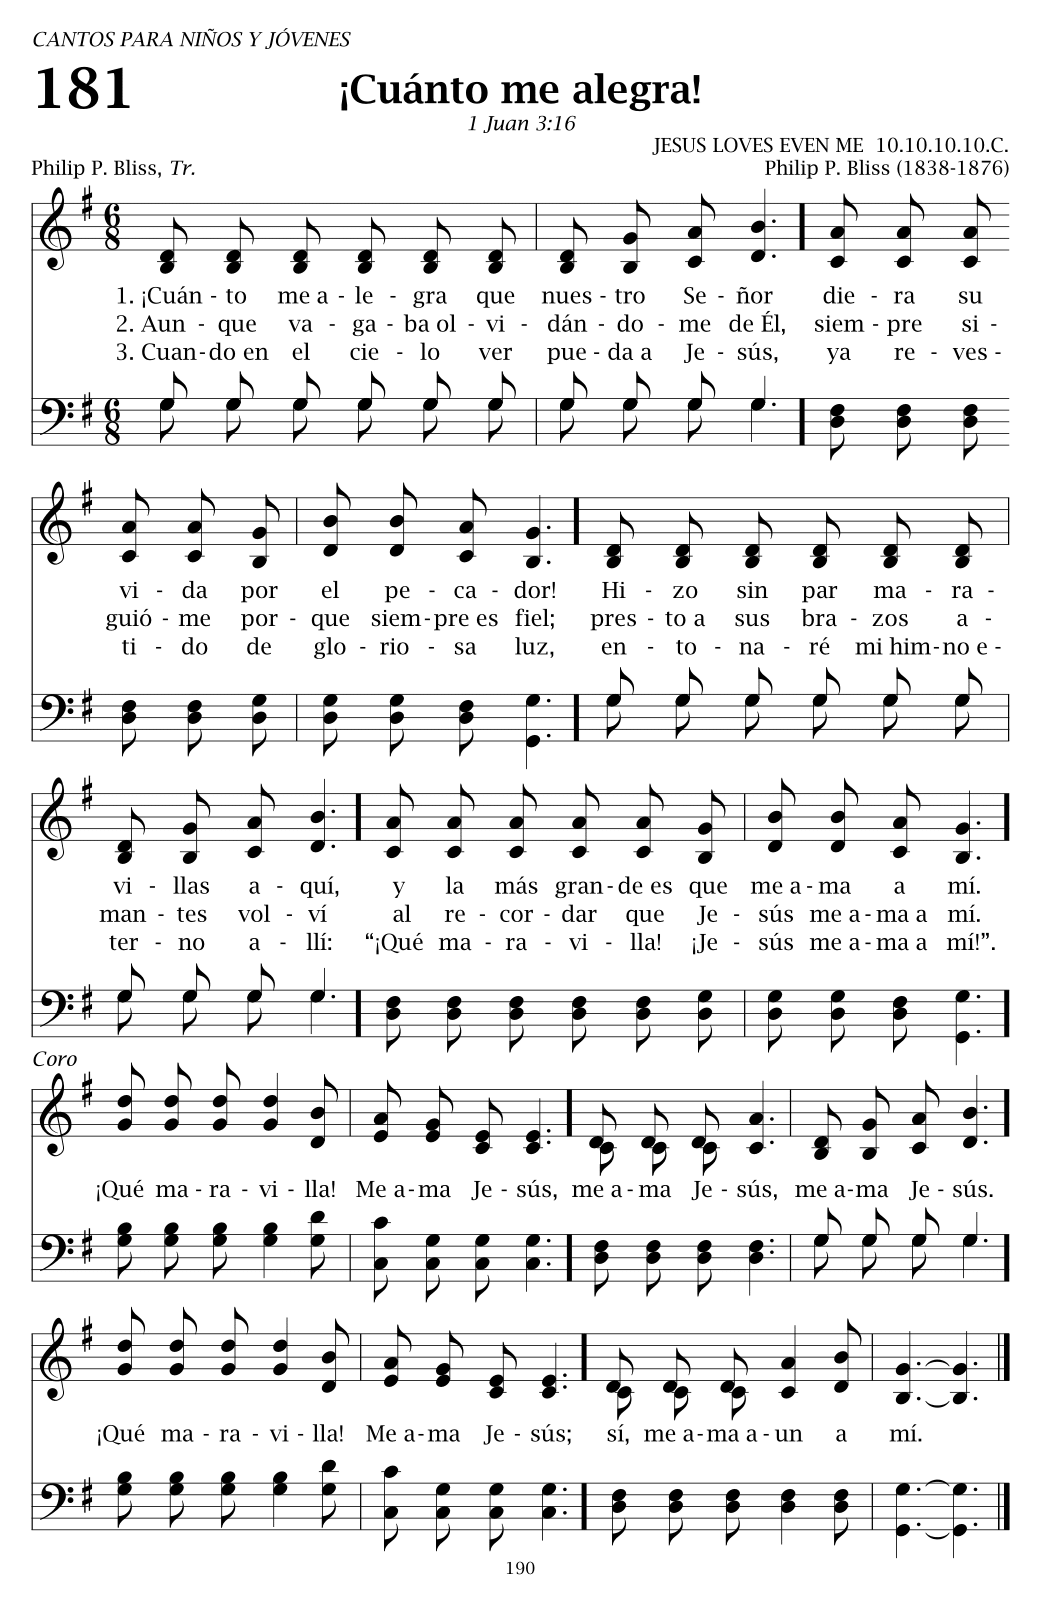 CANTOS PARA NIÑOS Y JÓVENES
181
¡Cuánto me alegra!
1 Juan 3:16
JESUS LOVES EVEN ME 10.10.10.10.C.
Philip P. Bliss, Tr.
Philip P. Bliss (1838-1876)
6 8
1. ¡Cuán - to me a - le - gra que nues - tro Se - ñor die - ra su
2. Aun - que va - ga - ba ol - vi - dán - do - me de Él, siem - pre si -
3. Cuan - do en el cie - lo ver pue - da a Je - sús, ya re - ves -
6 8
vi - da por el pe - ca - dor! Hi - zo sin par ma - ra -
guió - me por - que siem - pre es fiel; pres - to a sus bra - zos a -
ti - do de glo - rio - sa luz, en - to - na - ré mi him - no e -
vi - llas a - quí, y la más gran - de es que me a - ma a mí.
man - tes vol - ví al re - cor - dar que Je - sús me a - ma a mí.
ter - no a - llí: “¡Qué ma - ra - vi - lla! ¡Je - sús me a - ma a mí!”.
Coro
¡Qué ma - ra - vi - lla! Me a - ma Je - sús, me a - ma Je - sús, me a - ma Je - sús.
¡Qué ma - ra - vi - lla! Me a - ma Je - sús; sí, me a - ma a - un a mí.
190